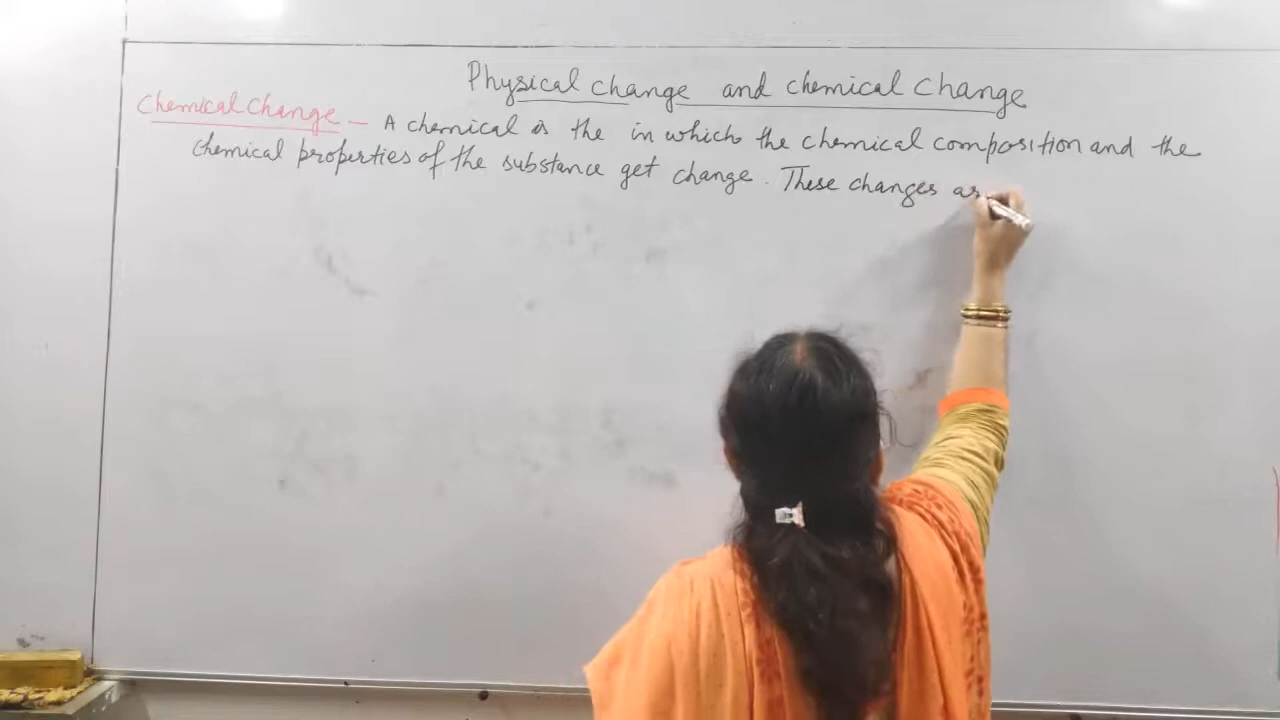 Physical change and chemical Change
Chemical Change – A chemical is the in which the chemical composition and the
chemical properties of the substance get change. These changes